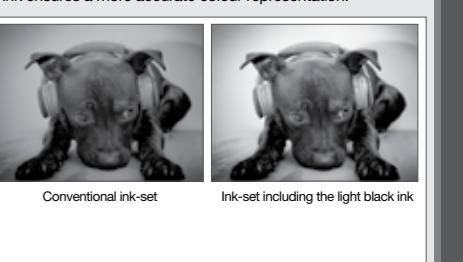 ink ensures a more accurate colour representation.
Conventional ink-set
Ink-set including the light black ink